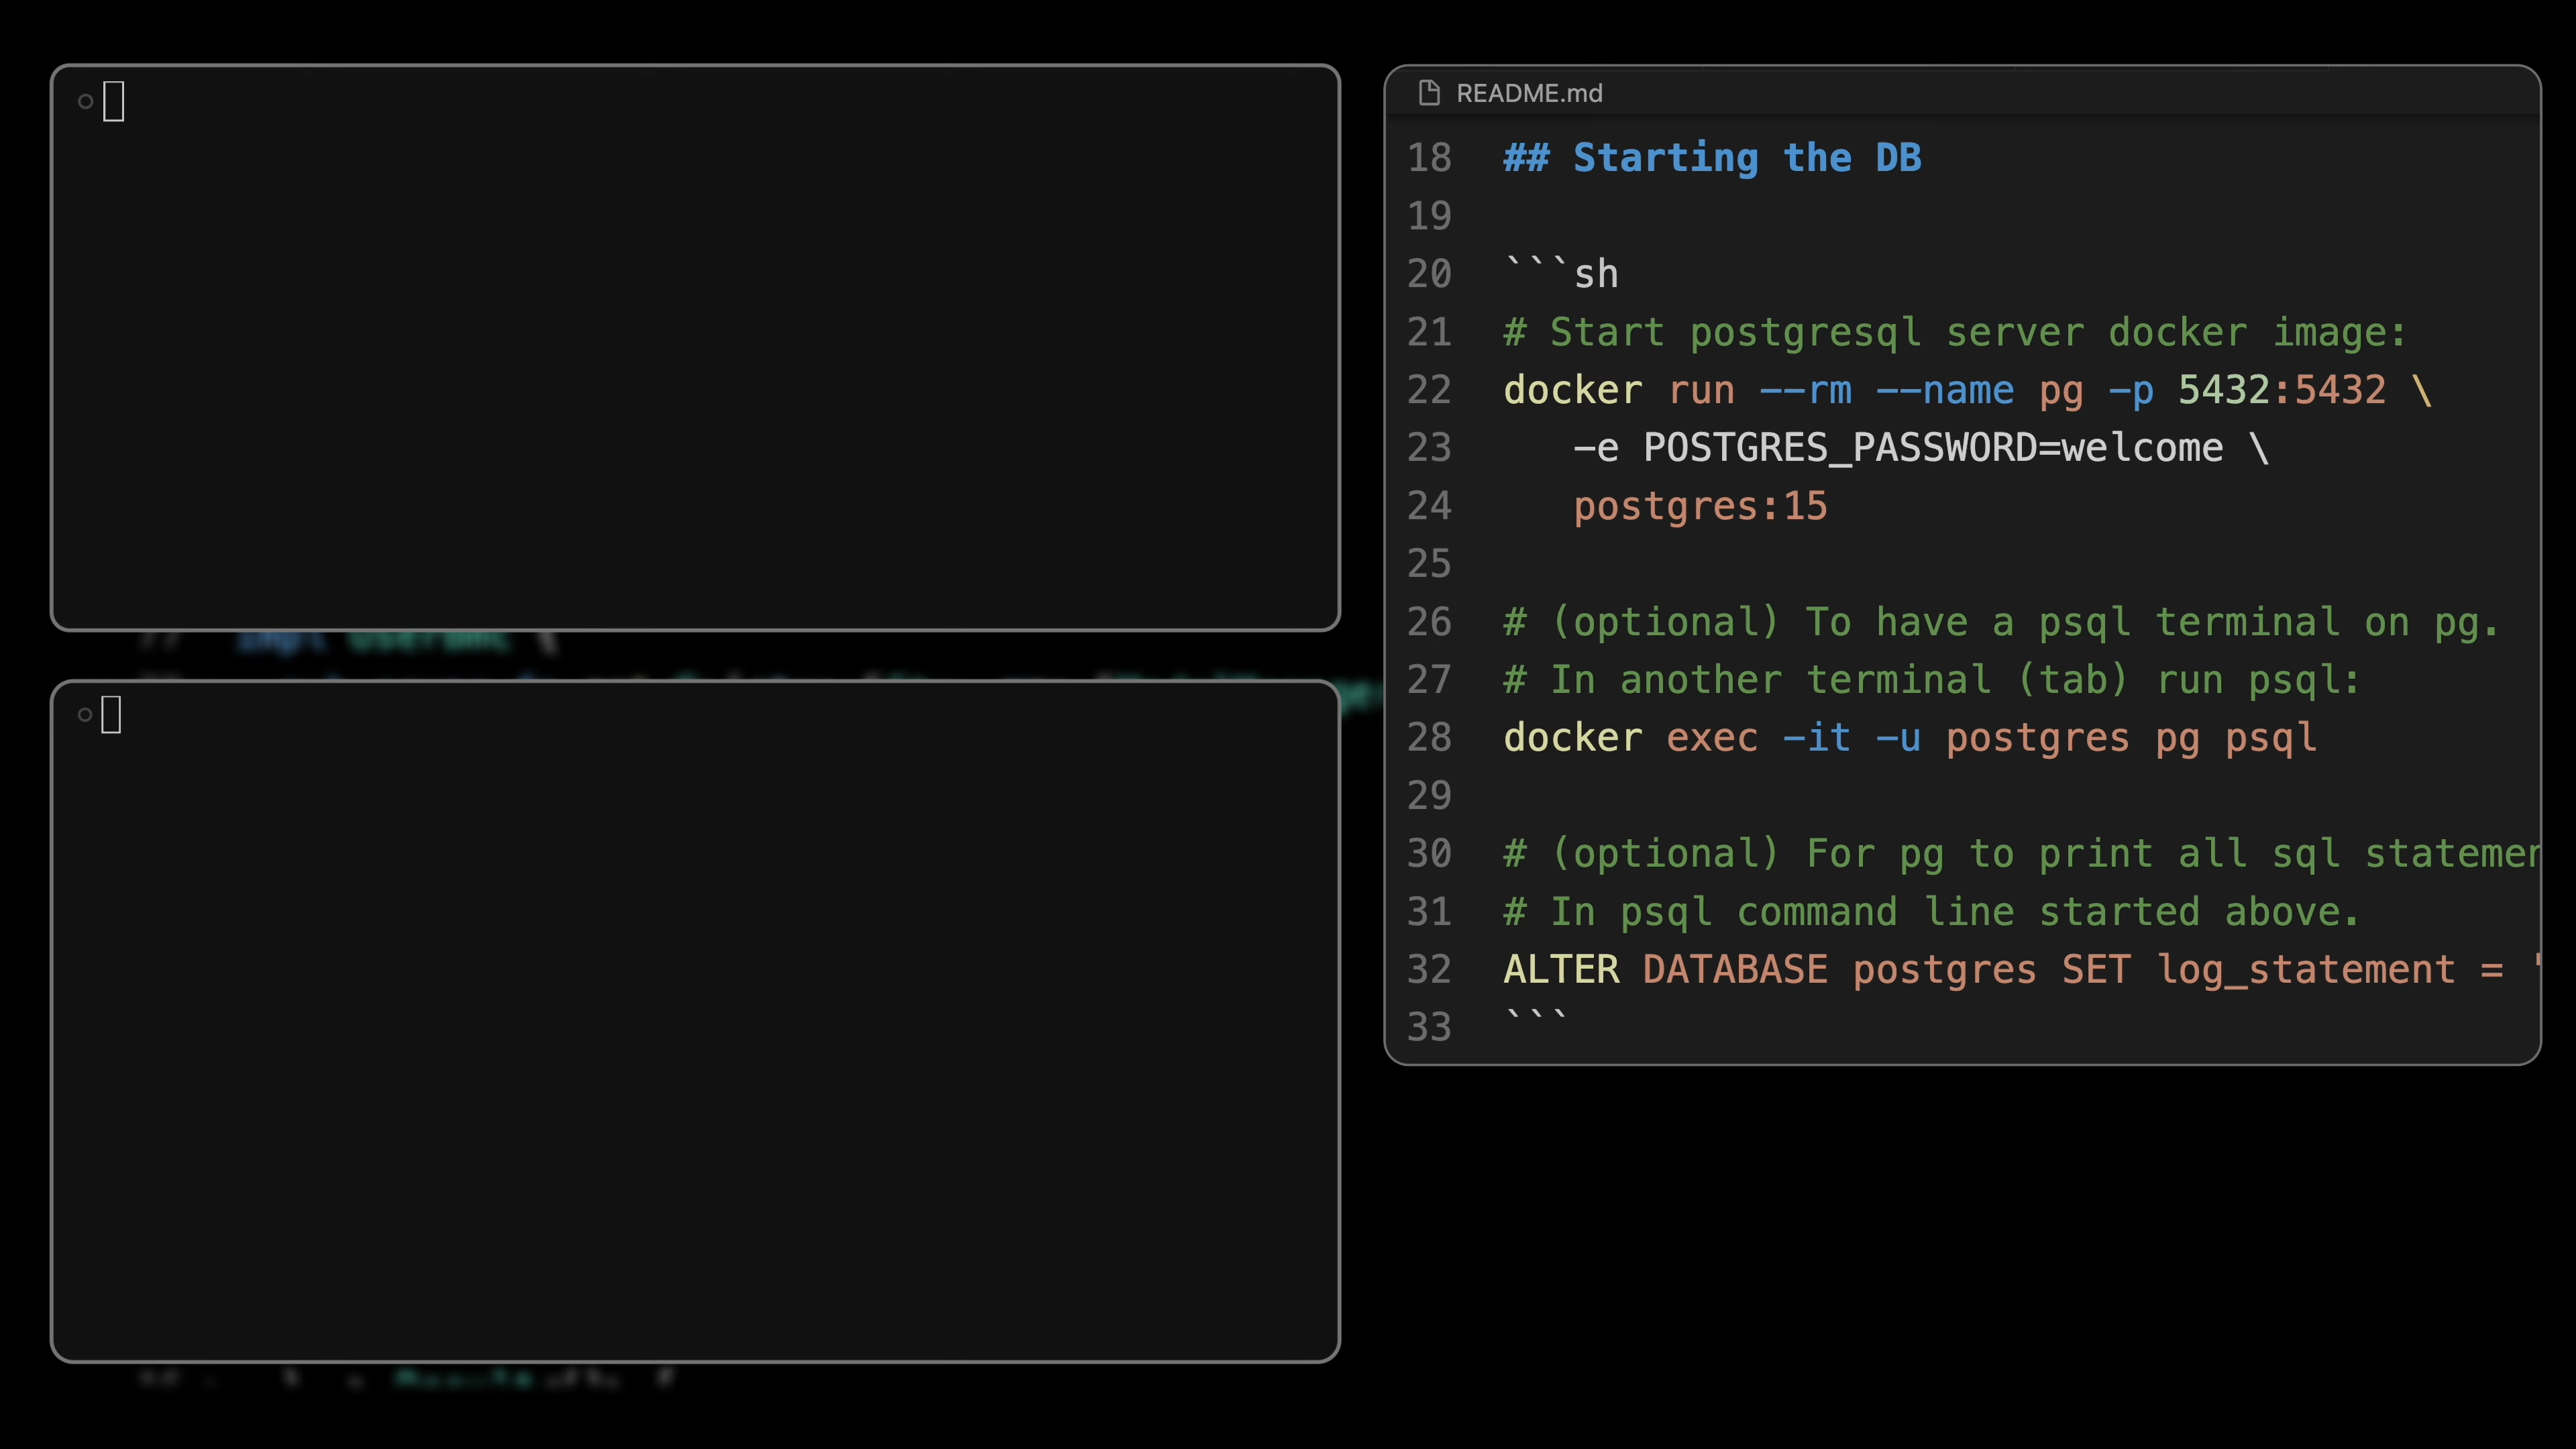 README.md
18 ## Starting the DB
19
20 ```sh
21 # Start postgresql server docker image:
22 docker run --rm --name pg -p 5432:5432 \
23 -e POSTGRES_PASSWORD=welcome \
24 postgres:15
25
26 # (optional) To have a psql terminal on pg.
27 # In another terminal (tab) run psql:
28 docker exec -it -u postgres pg psql
29
30 # (optional) For pg to print all sql
31 # In psql command line started above.
32 ALTER DATABASE postgres SET log_statement = '
33 ```